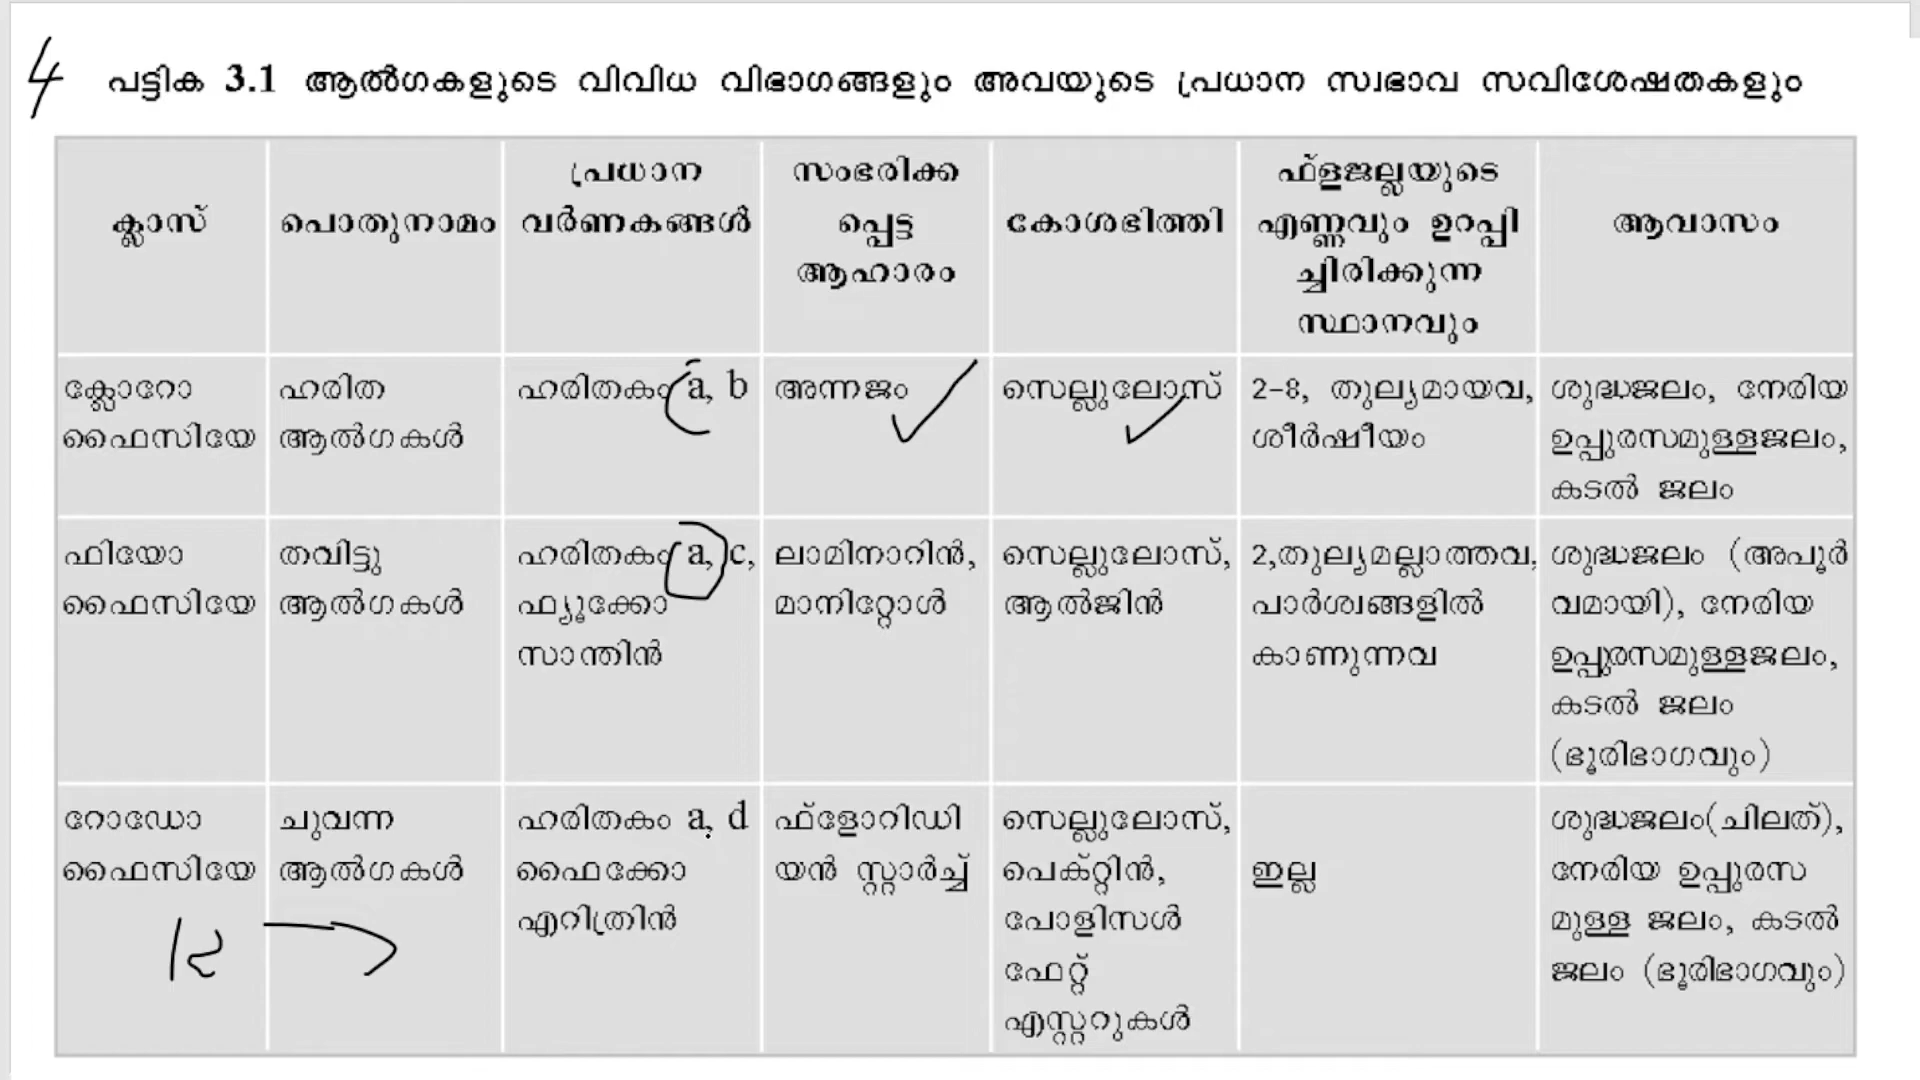 4 പട്ടിക 3.1 ആൽഗകളുടെ വിവിധ വിഭാഗങ്ങളും അവയുടെ പ്രധാന സ്വഭാവ സവിശേഷതകളും
ക്ലാസ്
പൊതുനാമം
പ്രധാന
വർണകങ്ങൾ
സംഭരിക്ക
പ്പെട്ട
ആഹാരം
കോശഭിത്തി
ഫ്ളജല്ലയുടെ
എണ്ണവും ഉറപ്പി
ച്ചിരിക്കുന്ന
സ്ഥാനവും
ആവാസം
ക്ലോറോ
ഫൈസിയേ
ഹരിത
ആൽഗകൾ
ഹരിതകം a, b
അന്നജം
സെല്ലുലോസ്
2-8, തുല്യമായവ,
ശീർഷീയം
ശുദ്ധജലം, നേരിയ
ഉപ്പുരസമുള്ളജലം,
കടൽ ജലം
ഫിയോ
ഫൈസിയേ
തവിട്ടു
ആൽഗകൾ
ഹരിതകം a, c,
ഫ്യൂക്കോ
സാന്തിൻ
ലാമിനാറിൻ,
മാനിറ്റോൾ
സെല്ലുലോസ്,
ആൽജിൻ
2,തുല്യമല്ലാത്തവ,
പാർശ്വങ്ങളിൽ
കാണുന്നവ
ശുദ്ധജലം (അപൂർ
വമായി), നേരിയ
ഉപ്പുരസമുള്ളജലം,
കടൽ ജലം
(ഭൂരിഭാഗവും)
റോഡോ
ഫൈസിയേ
ചുവന്ന
ആൽഗകൾ
ഹരിതകം a, d
ഫൈക്കോ
എറിത്രിൻ
ഫ്ളോറിഡി
യൻ സ്റ്റാർച്ച്
സെല്ലുലോസ്,
പെക്റ്റിൻ,
പോളിസൾ
ഫേറ്റ്
എസ്റ്ററുകൾ
ഇല്ല
ശുദ്ധജലം(ചിലത്),
നേരിയ ഉപ്പുരസ
മുള്ള ജലം, കടൽ
ജലം (ഭൂരിഭാഗവും)